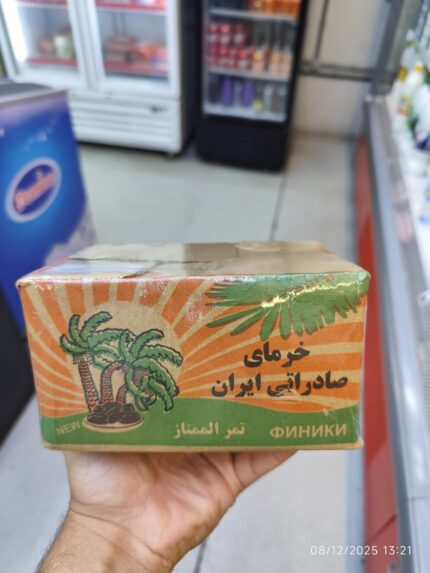 خرمای
صادراتی ایران
NEW
تمر الممتاز
ФИНИКИ
08/12/2025 13:21